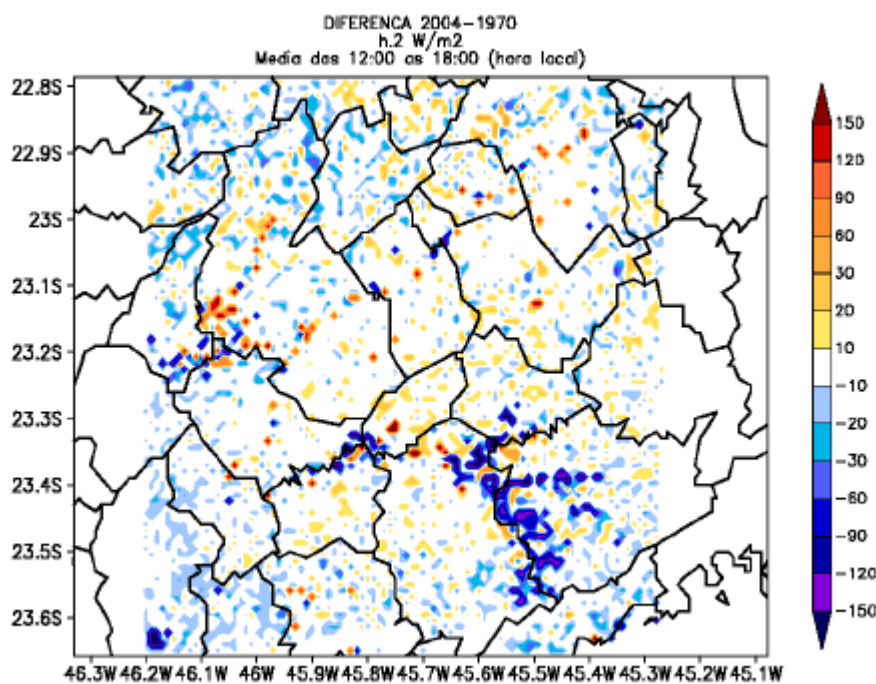 DIFERENCA 2004-1970
h.2 W/m2
Media das 12:00 as 18:00 (hora local)
22.8S
22.9S
23S
23.1S
23.2S
23.3S
23.4S
23.5S
23.6S
46.3W 46.2W 46.1W 46W 45.9W 45.8W 45.7W 45.6W 45.5W 45.4W 45.3W 45.2W 45.1W
150
120
90
60
30
20
10
-10
-20
-30
-60
-90
-120
-150